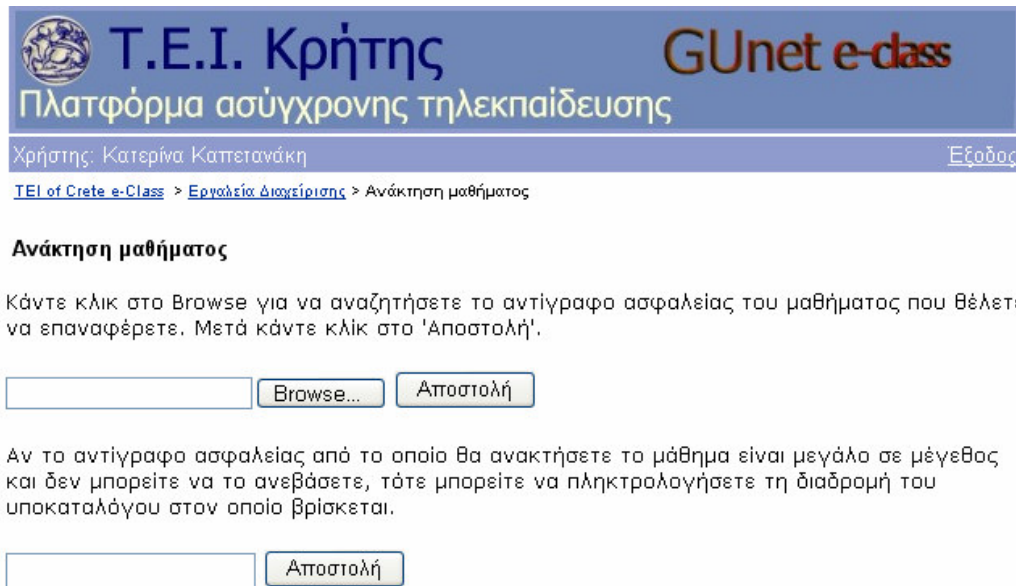 Τ.Ε.Ι. Κρήτης
GUnet e-class
Πλατφόρμα ασύγχρονης τηλεκπαίδευσης
Χρήστης: Κατερίνα Καπετανάκη
Έξοδος
TEI of Crete e-Class > Εργαλεία Διαχείρισης > Ανάκτηση μαθήματος
Ανάκτηση μαθήματος
Κάντε κλικ στο Browse για να αναζητήσετε το αντίγραφο ασφαλείας του μαθήματος που θέλετε
να επαναφέρετε. Μετά κάντε κλίκ στο 'Αποστολή'.
Browse...
Αποστολή
Αν το αντίγραφο ασφαλείας από το οποίο θα ανακτήσετε το μάθημα είναι μεγάλο σε μέγεθος
και δεν μπορείτε να το ανεβάσετε, τότε μπορείτε να πληκτρολογήσετε τη διαδρομή του
υποκαταλόγου στον οποίο βρίσκεται.
Αποστολή